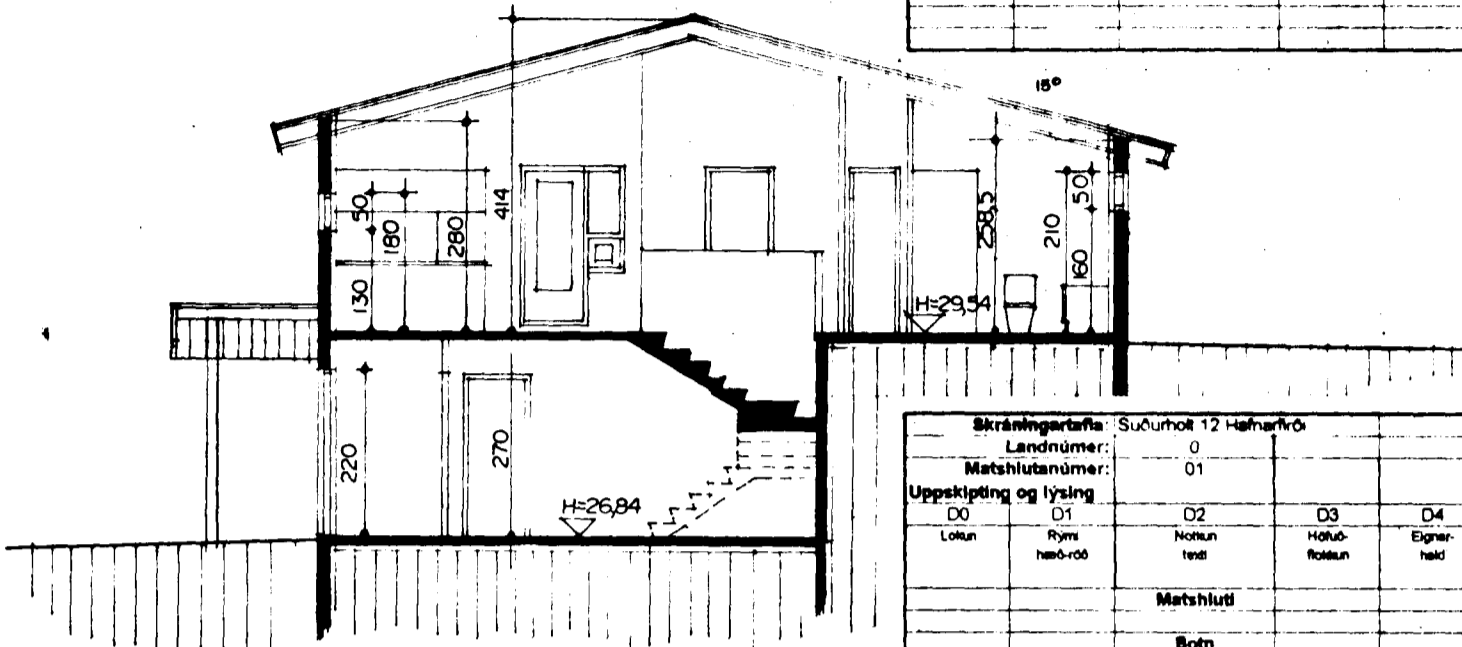 15°
50
180
280
414
130
258,5
210
50
160
H=29,54
220
270
H=26,84
Skráningartafla: Suðurholt 12 Hafnarfirði
Landnúmer: 0
Matshlutanúmer: 01
Uppskipting og lýsing
D0 D1 D2 D3 D4
Lokun Rými Notkun Höfuð- Eignar-
hæð-röð texti flokkun hald
Matshluti
Botn